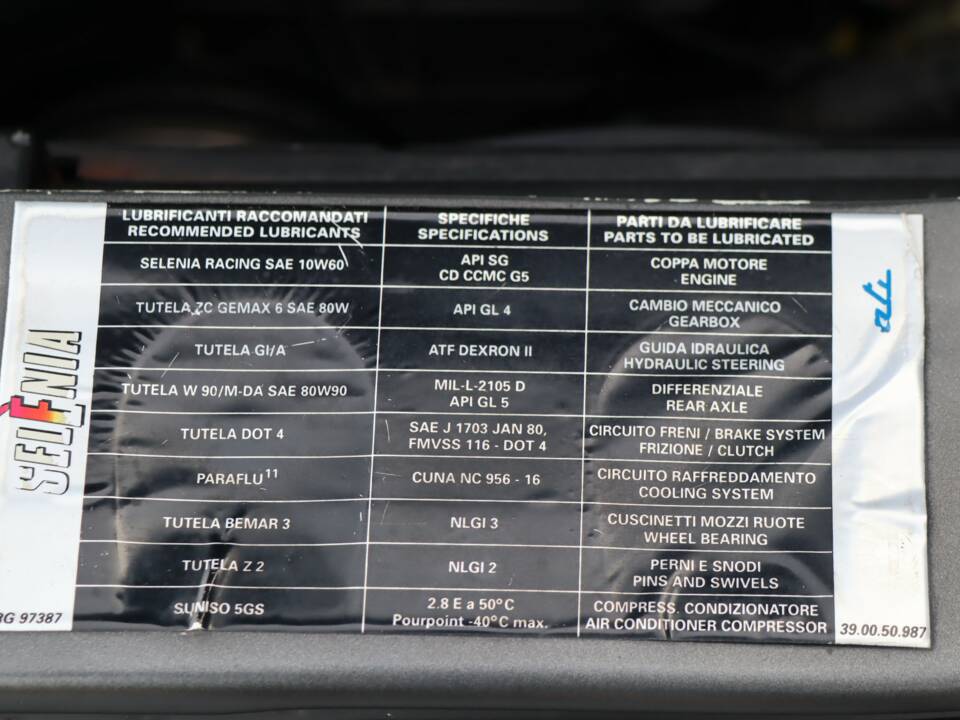 SELENIA
RG 97387
LUBRIFICANTI RACCOMANDATI
RECOMMENDED LUBRICANTS
SPECIFICHE
SPECIFICATIONS
PARTI DA LUBRIFICARE
PARTS TO BE LUBRICATED
SELENIA RACING SAE 10W60
API SG
CD CCMC G5
COPPA MOTORE
ENGINE
TUTELA ZC GEMAX 6 SAE 80W
API GL 4
CAMBIO MECCANICO
GEARBOX
TUTELA GI/A
ATF DEXRON II
GUIDA IDRAULICA
HYDRAULIC STEERING
TUTELA W 90/M-DA SAE 80W90
MIL-L-2105 D
API GL 5
DIFFERENZIALE
REAR AXLE
TUTELA DOT 4
SAE J 1703 JAN 80,
FMVSS 116 - DOT 4
CIRCUITO FRENI / BRAKE SYSTEM
FRIZIONE / CLUTCH
PARAFLU¹¹
CUNA NC 956 - 16
CIRCUITO RAFFREDDAMENTO
COOLING SYSTEM
TUTELA BEMAR 3
NLGI 3
CUSCINETTI MOZZI RUOTE
WHEEL BEARING
TUTELA Z 2
NLGI 2
PERNI E SNODI
PINS AND SWIVELS
SUNISO 5GS
2.8 E a 50°C
Pourpoint -40°C max.
COMPRESS. CONDIZIONATORE
AIR CONDITIONER COMPRESSOR
39.00.50.987